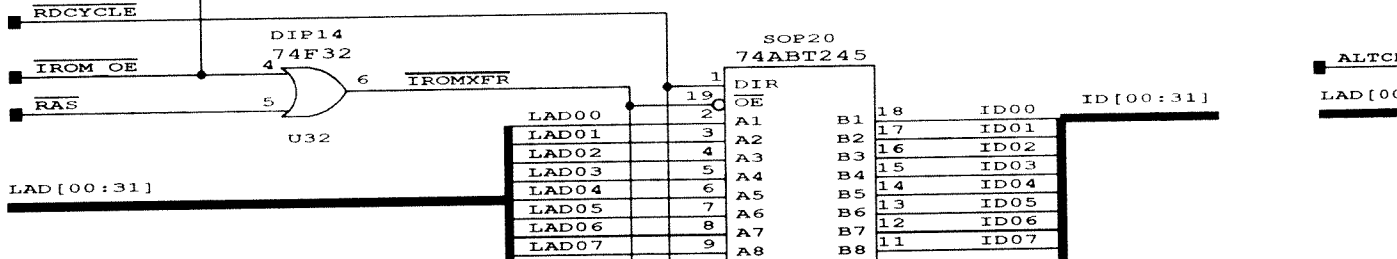 RDCYCLE
DIP14
74F32
IROM OE
4
6
IROMXFR
RAS
5
U32
LAD[00:31]
SOP20
74ABT245
1 DIR
19 OE
LAD00 2 A1 B1 18 ID00
LAD01 3 A2 B2 17 ID01
LAD02 4 A3 B3 16 ID02
LAD03 5 A4 B4 15 ID03
LAD04 6 A5 B5 14 ID04
LAD05 7 A6 B6 13 ID05
LAD06 8 A7 B7 12 ID06
LAD07 9 A8 B8 11 ID07
ID[00:31]